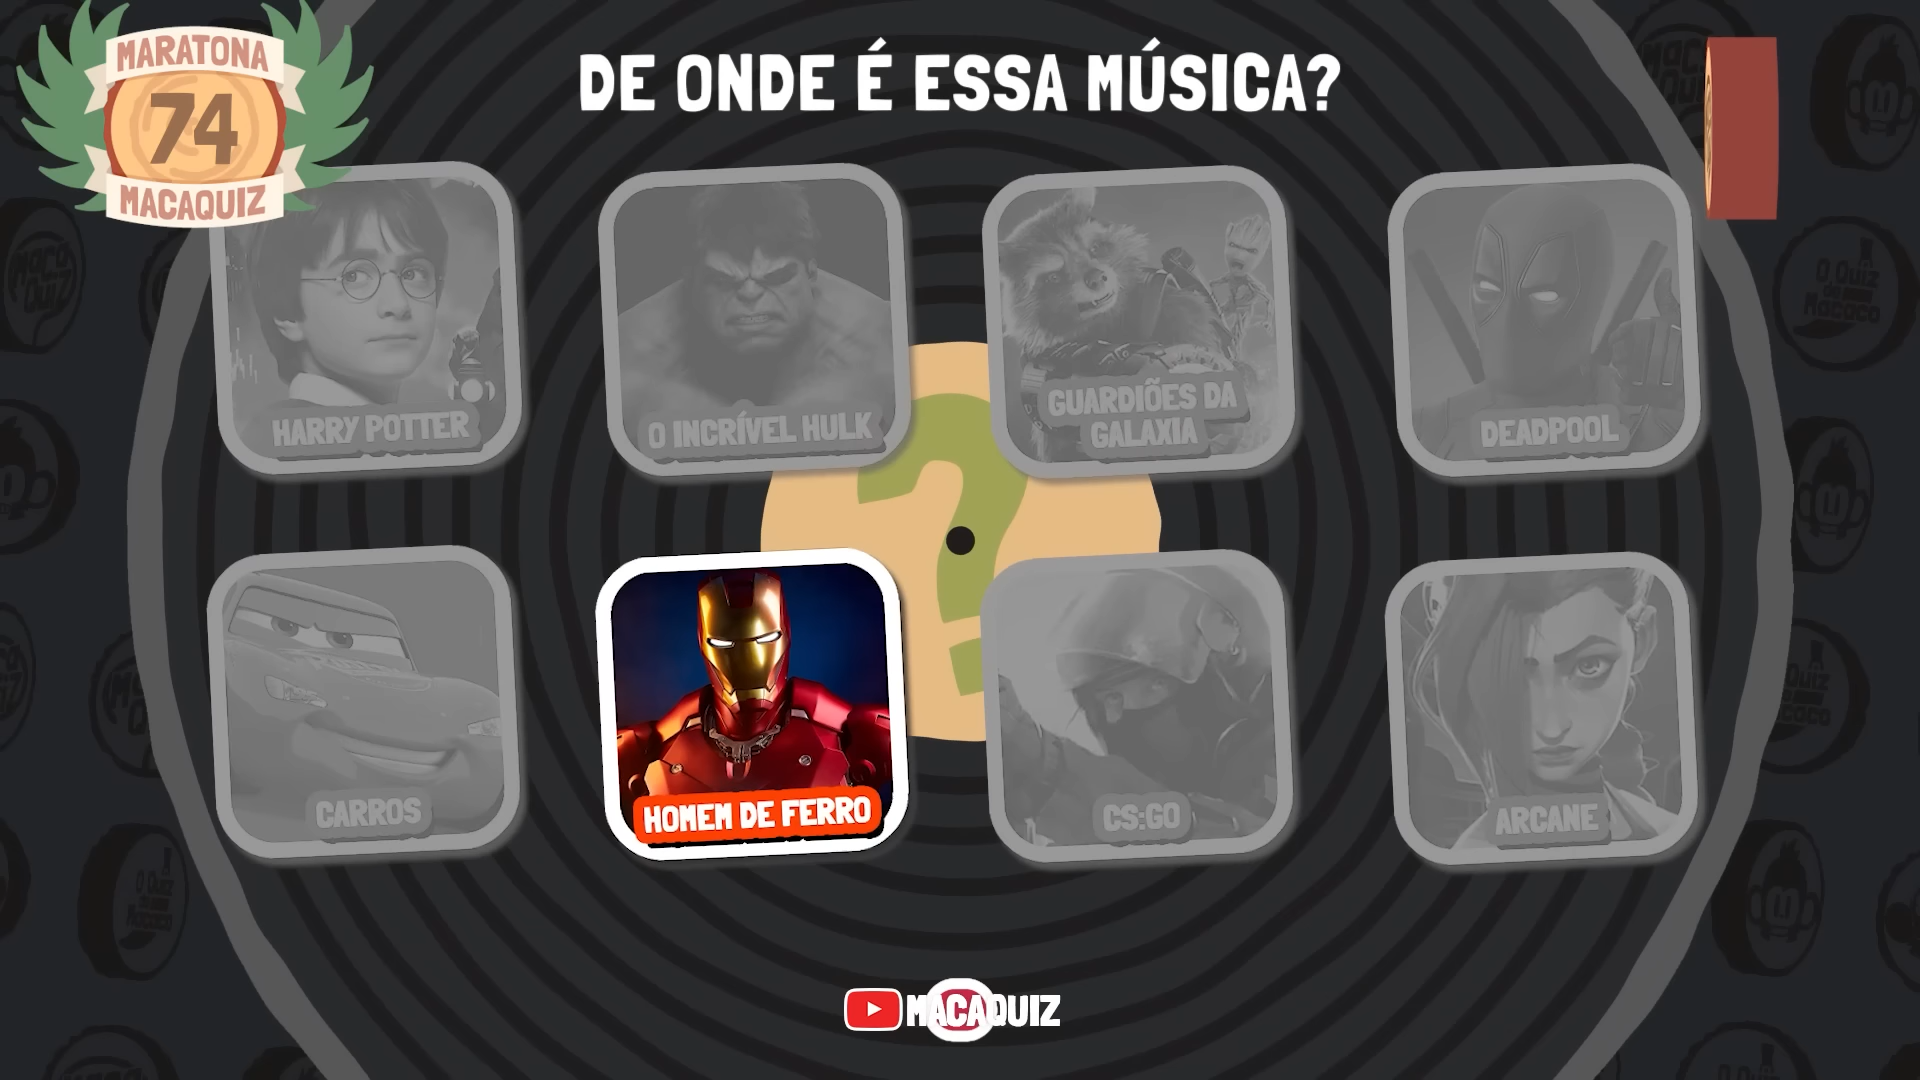 MARATONA
74
MACAQUIZ
DE ONDE É ESSA MÚSICA?
HARRY POTTER
O INCRÍVEL HULK
GUARDIÕES DA
GALAXIA
DEADPOOL
CARROS
HOMEM DE FERRO
CS:GO
ARCANE
MACAQUIZ